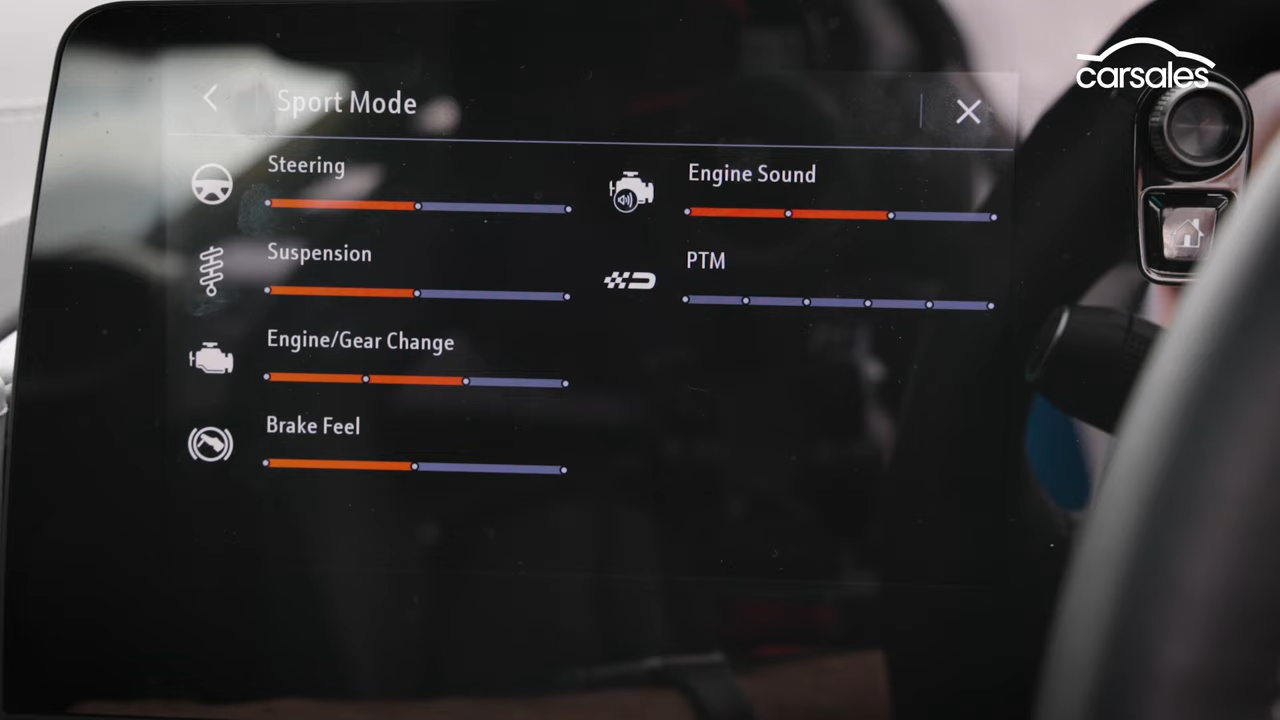 carsales
Sport Mode
Steering
Suspension
Engine/Gear Change
Brake Feel
Engine Sound
PTM